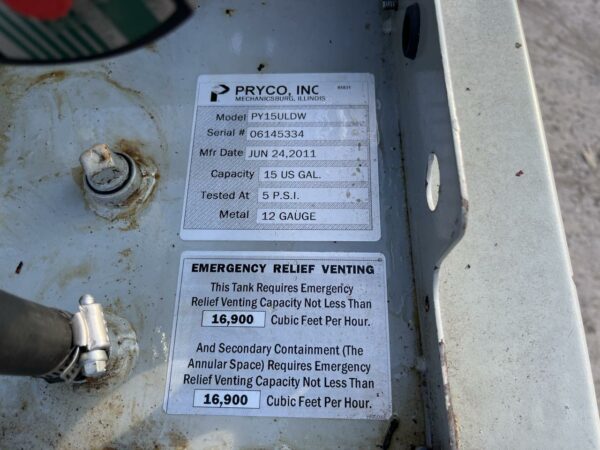 PRYCO, INC
MECHANICSBURG, ILLINOIS
Model PY15ULDW
Serial # 06145334
Mfr Date JUN 24,2011
Capacity 15 US GAL.
Tested At 5 P.S.I.
Metal 12 GAUGE
EMERGENCY RELIEF VENTING
This Tank Requires Emergency
Relief Venting Capacity Not Less Than
16,900 Cubic Feet Per Hour.
And Secondary Containment (The
Annular Space) Requires Emergency
Relief Venting Capacity Not Less Than
16,900 Cubic Feet Per Hour.